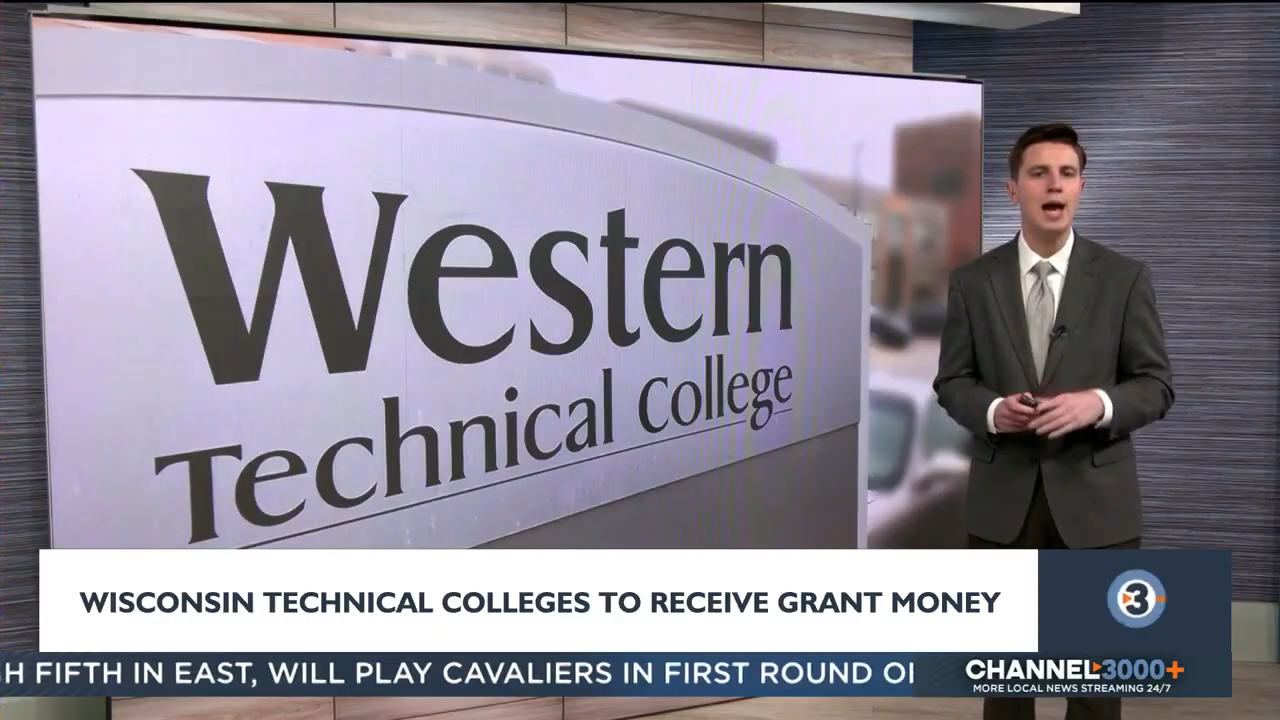 Western
Technical College
WISCONSIN TECHNICAL COLLEGES TO RECEIVE GRANT MONEY
3
FIFTH IN EAST, WILL PLAY CAVALIERS IN FIRST ROUND
CHANNEL3000+
MORE LOCAL NEWS STREAMING 24/7